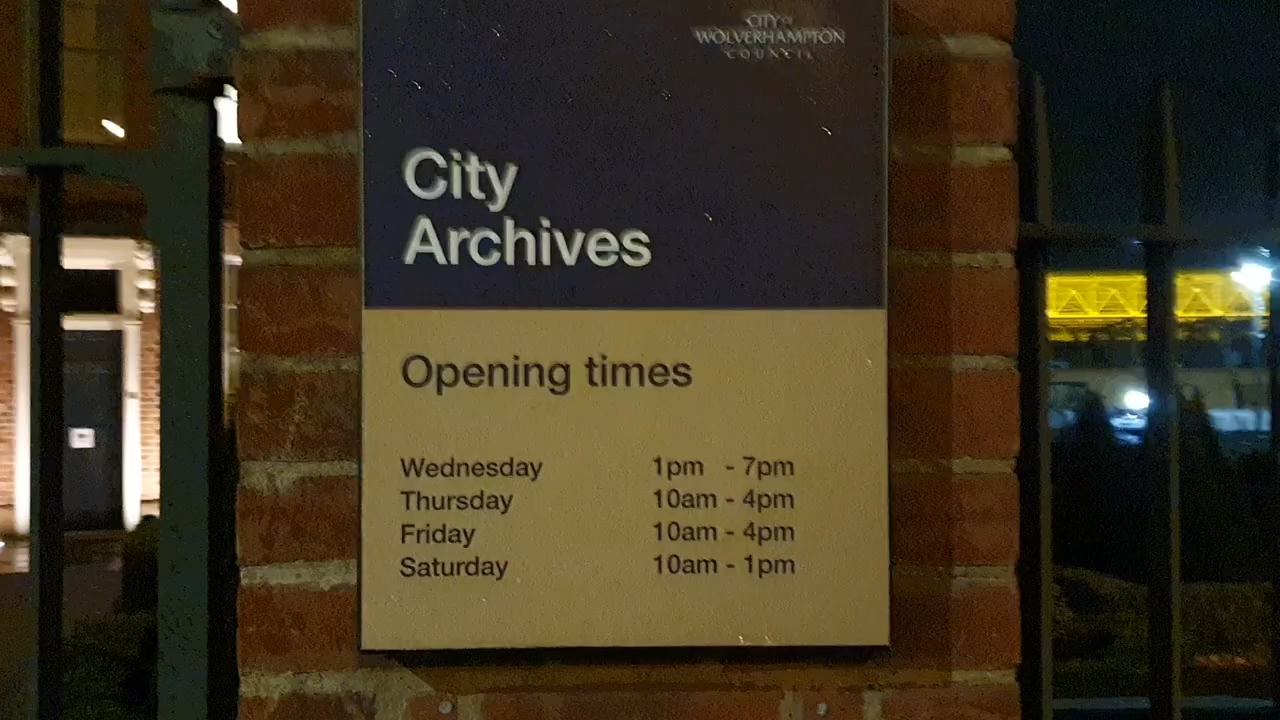 CITY OF
WOLVERHAMPTON
COUNCIL
City
Archives
Opening times
Wednesday 1pm - 7pm
Thursday 10am - 4pm
Friday 10am - 4pm
Saturday 10am - 1pm